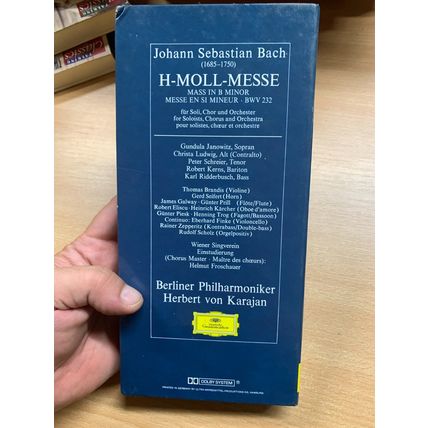 Johann Sebastian Bach
(1685–1750)
H-MOLL-MESSE
MASS IN B MINOR
MESSE EN SI MINEUR · BWV 232
für Soli, Chor und Orchester
for Soloists, Chorus and Orchestra
pour solistes, chœur et orchestre
Gundula Janowitz, Sopran
Christa Ludwig, Alt (Contralto)
Peter Schreier, Tenor
Robert Kerns, Bariton
Karl Ridderbusch, Bass
Thomas Brandis (Violine)
Gerd Seifert (Horn)
James Galway · Günter Prill (Flöte/Flute)
Robert Eliscu · Heinrich Kärcher (Oboe d'amore)
Günter Piesk · Henning Trog (Fagott/Bassoon)
Continuo: Eberhard Finke (Violoncello)
Rainer Zepperitz (Kontrabass/Double-bass)
Rudolf Scholz (Orgelpositiv)
Wiener Singverein
Einstudierung
(Chorus Master · Maître des chœurs):
Helmut Froschauer
Berliner Philharmoniker
Herbert von Karajan
Deutsche
Grammophon
DOLBY SYSTEM ®
PRINTED IN GERMANY BY